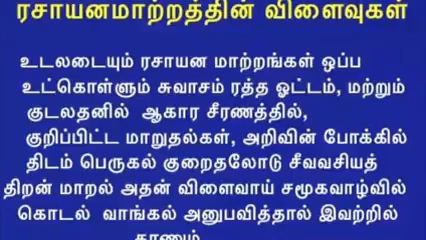 ரசாயனமாற்றத்தின் விளைவுகள்
உடலடையும் ரசாயன மாற்றங்கள் ஒப்ப
உட்கொள்ளும் சுவாசம் ரத்த ஓட்டம், மற்றும்
குடலதனில் ஆகார சீரணத்தில்,
குறிப்பிட்ட மாறுதல்கள், அறிவின் போக்கில்
திடம் பெருகல் குறைதலோடு சீவவசியத்
திறன் மாறல் அதன் விளைவாய் சமூகவாழ்வில்
கொடல் வாங்கல் அனுபவித்தால் இவற்றில்